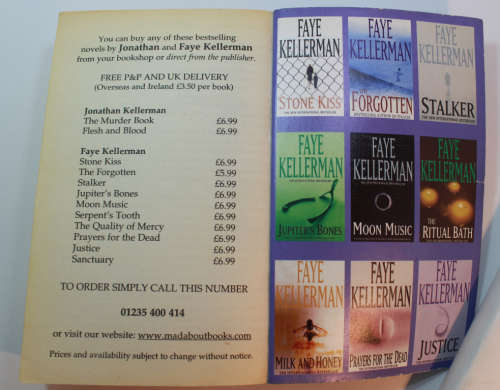 You can buy any of these bestselling
novels by Jonathan and Faye Kellerman
from your bookshop or direct from the publisher.
FREE P&P AND UK DELIVERY
(Overseas and Ireland £3.50 per book)
Jonathan Kellerman
The Murder Book £6.99
Flesh and Blood £6.99
Faye Kellerman
Stone Kiss £6.99
The Forgotten £5.99
Stalker £6.99
Jupiter's Bones £6.99
Moon Music £6.99
Serpent's Tooth £6.99
The Quality of Mercy £6.99
Prayers for the Dead £6.99
Justice £6.99
Sanctuary £6.99
TO ORDER SIMPLY CALL THIS NUMBER
01235 400 414
or visit our website: www.madaboutbooks.com
Prices and availability subject to change without notice.
FAYE
KELLERMAN
STONE KISS
FAYE
KELLERMAN
THE
FORGOTTEN
FAYE
KELLERMAN
STALKER
FAYE
KELLERMAN
JUPITER'S BONES
FAYE
KELLERMAN
MOON MUSIC
FAYE
KELLERMAN
THE
RITUAL BATH
FAYE
KELLERMAN
MILK AND HONEY
FAYE
KELLERMAN
PRAYERS FOR THE DEAD
FAYE
KELLERMAN
JUSTICE